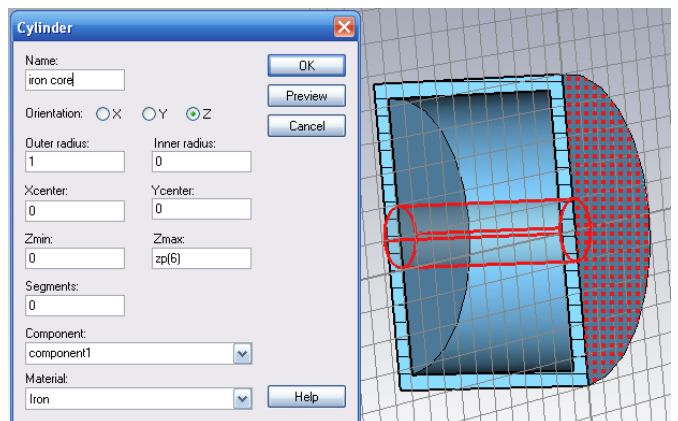 Cylinder
Name:
iron core
OK
Preview
Orientation: X Y Z
Cancel
Outer radius: Inner radius:
1 0
Xcenter: Ycenter:
0 0
Zmin: Zmax:
0 zp(6)
Segments:
0
Component:
component1
Material:
Iron Help